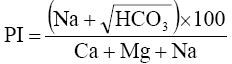 PI = (Na + √HCO₃) × 100 / Ca + Mg + Na